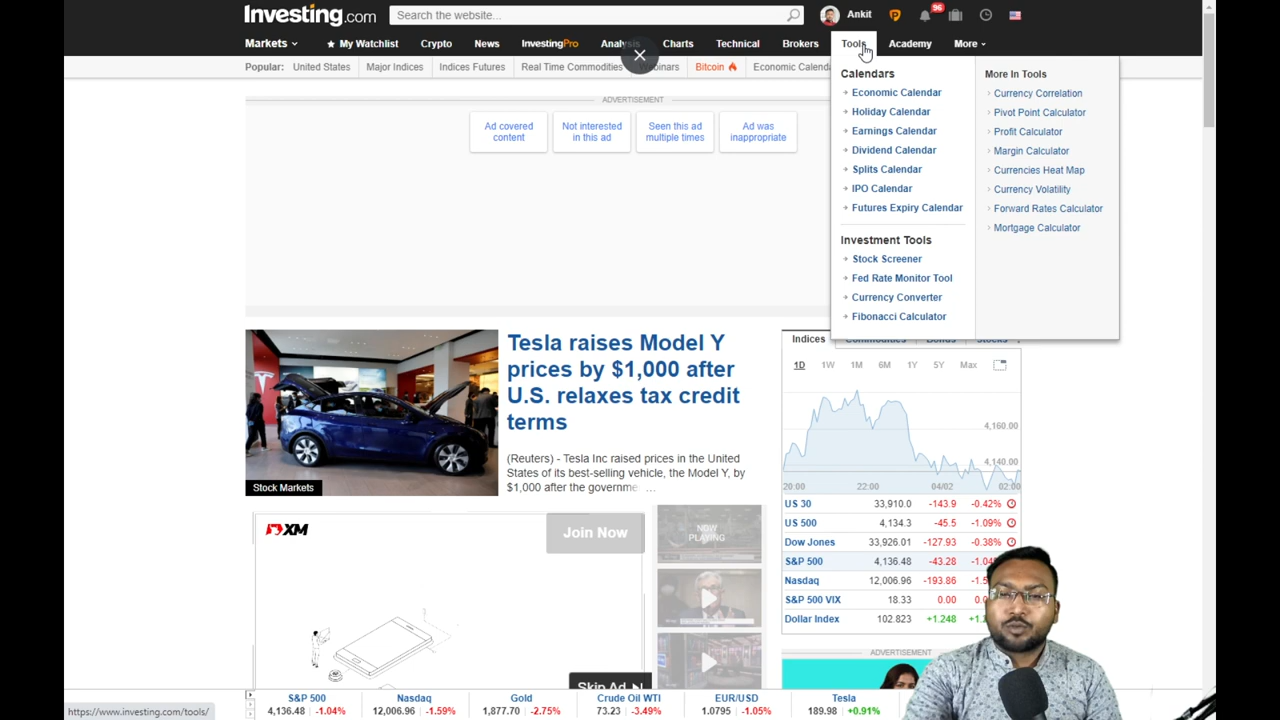 Investing.com
Search the website...
Ankit
96
Markets
My Watchlist
Crypto
News
InvestingPro
Charts
Technical
Brokers
Tools
Academy
More
Popular:
United States
Major Indices
Indices Futures
Real Time Commodities
Bitcoin
ADVERTISEMENT
Ad covered content
Not interested in this ad
Seen this ad multiple times
Ad was inappropriate
Calendars
Economic Calendar
Holiday Calendar
Earnings Calendar
Dividend Calendar
Splits Calendar
IPO Calendar
Futures Expiry Calendar
Investment Tools
Stock Screener
Fed Rate Monitor Tool
Currency Converter
Fibonacci Calculator
More In Tools
Currency Correlation
Pivot Point Calculator
Profit Calculator
Margin Calculator
Currencies Heat Map
Currency Volatility
Forward Rates Calculator
Mortgage Calculator
Tesla raises Model Y
prices by $1,000 after
U.S. relaxes tax credit
terms
(Reuters) - Tesla Inc raised prices in the United
States of its best-selling vehicle, the Model Y, by
$1,000 after the governme ...
Stock Markets
XM
Join Now
NOW
PLAYING
Skip Ad
Indices
1D 1W 1M 6M 1Y 5Y Max
4,160.00
4,140.00
20:00 22:00 04/02 02:00
US 30 33,910.0 -143.9 -0.42%
US 500 4,134.3 -45.5 -1.09%
Dow Jones 33,926.01 -127.93 -0.38%
S&P 500 4,136.48 -43.28
Nasdaq 12,006.96 -193.86
S&P 500 VIX 18.33 0.00
Dollar Index 102.823 +1.248
ADVERTISEMENT
S&P 500 Nasdaq Gold Crude Oil WTI EUR/USD Tesla
4,136.48 -1.04% 12,006.96 -1.59% 1,877.70 -2.75% 73.23 -3.49% 1.0795 -1.05% 189.98 +0.91%
https://www.investing.com/tools/